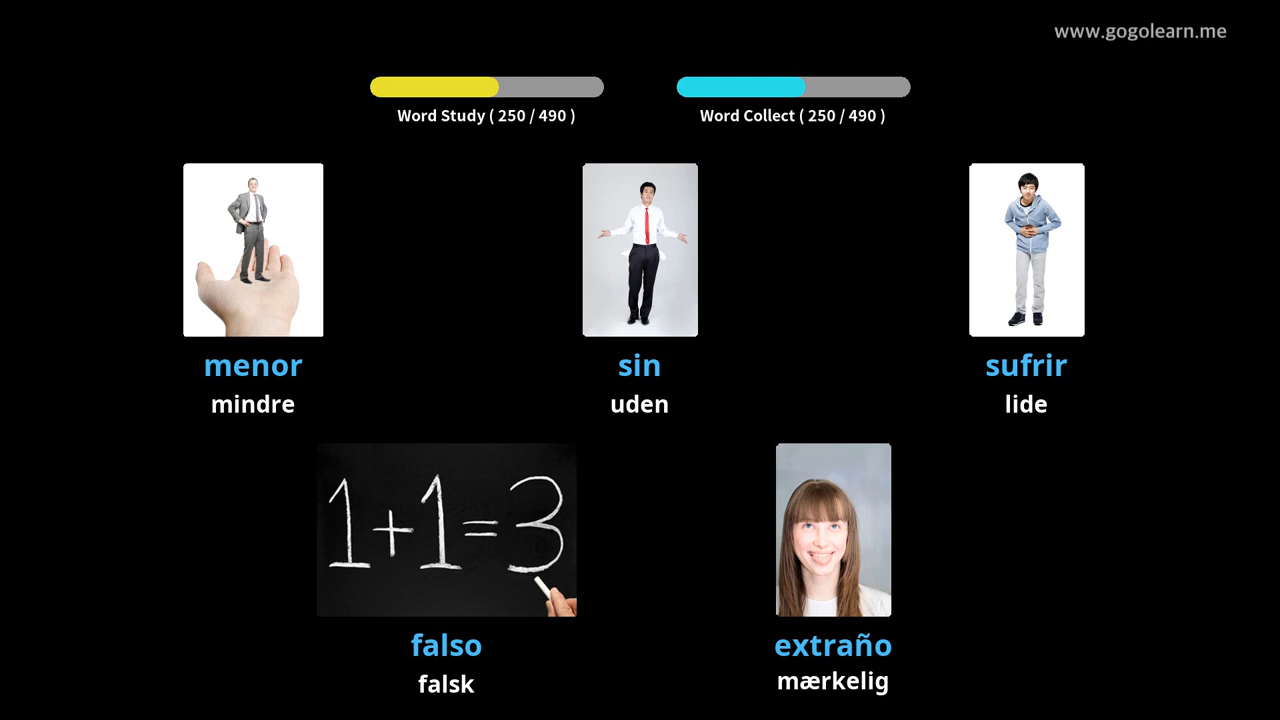 www.gogolearn.me
Word Study ( 250 / 490 )
Word Collect ( 250 / 490 )
menor
mindre
sin
uden
sufrir
lide
1+1=3
falso
falsk
extraño
mærkelig